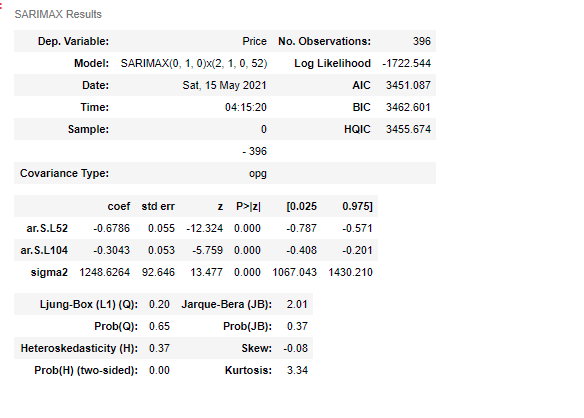 SARIMAX Results
Dep. Variable: Price No. Observations: 396
Model: SARIMAX(0, 1, 0)x(2, 1, 0, 52) Log Likelihood -1722.544
Date: Sat, 15 May 2021 AIC 3451.087
Time: 04:15:20 BIC 3462.601
Sample: 0 HQIC 3455.674
- 396
Covariance Type: opg
coef std err z P>|z| [0.025 0.975]
ar.S.L52 -0.6786 0.055 -12.324 0.000 -0.787 -0.571
ar.S.L104 -0.3043 0.053 -5.759 0.000 -0.408 -0.201
sigma2 1248.6264 92.646 13.477 0.000 1067.043 1430.210
Ljung-Box (L1) (Q): 0.20 Jarque-Bera (JB): 2.01
Prob(Q): 0.65 Prob(JB): 0.37
Heteroskedasticity (H): 0.37 Skew: -0.08
Prob(H) (two-sided): 0.00 Kurtosis: 3.34